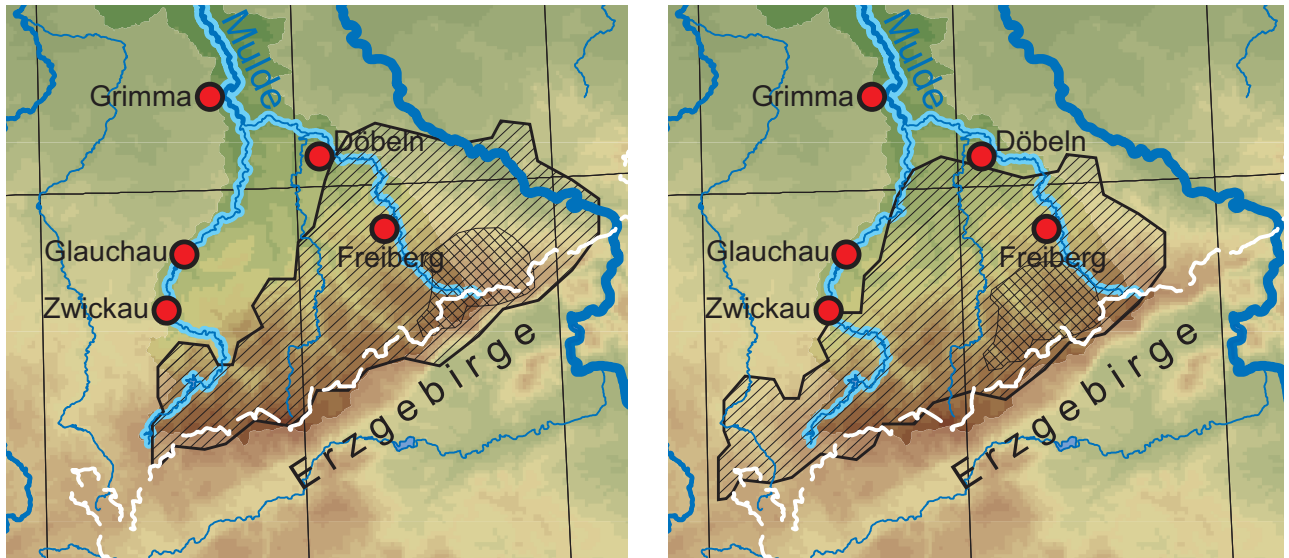 Mulde
Grimma
Döbeln
Glauchau
Freiberg
Zwickau
Erzgebirge
Mulde
Grimma
Döbeln
Glauchau
Freiberg
Zwickau
Erzgebirge